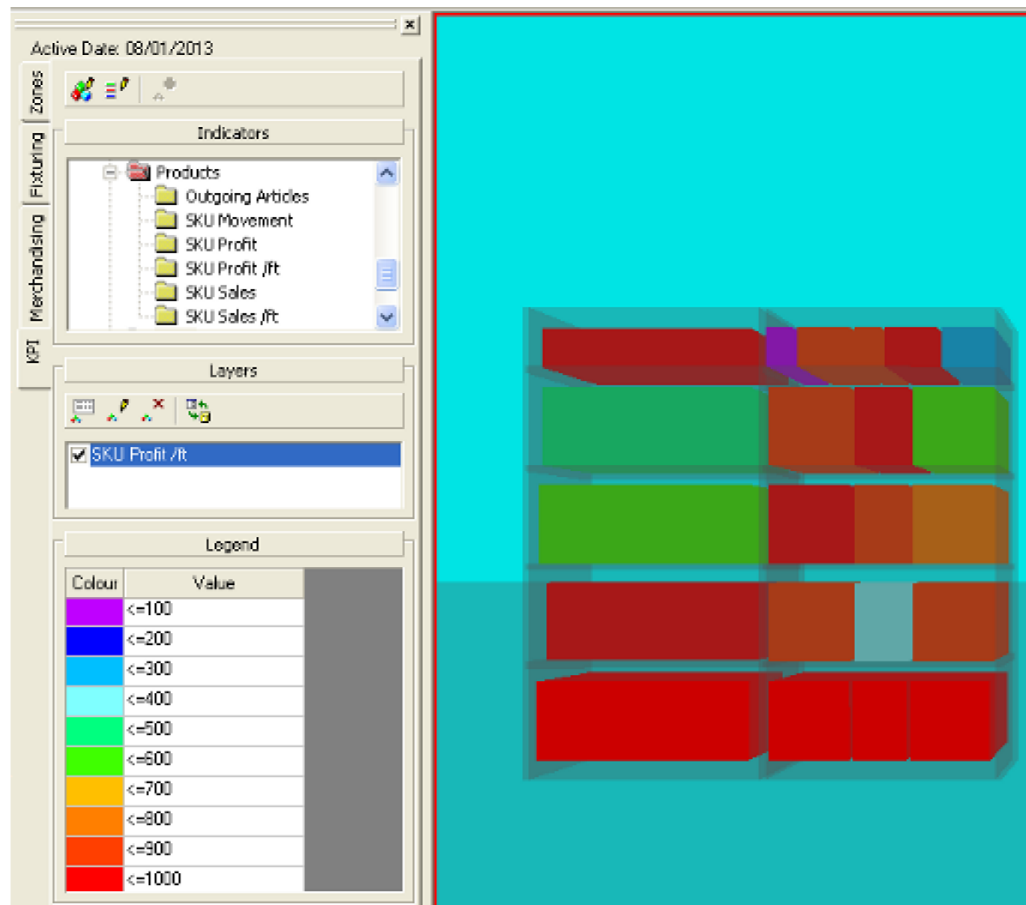 Active Date: 08/01/2013
Zones
Fixturing
Merchandising
KPI
Indicators
Products
Outgoing Articles
SKU Movement
SKU Profit
SKU Profit /ft
SKU Sales
SKU Sales /ft
Layers
SKU Profit /ft
Legend
Colour Value
<=100
<=200
<=300
<=400
<=500
<=600
<=700
<=800
<=900
<=1000